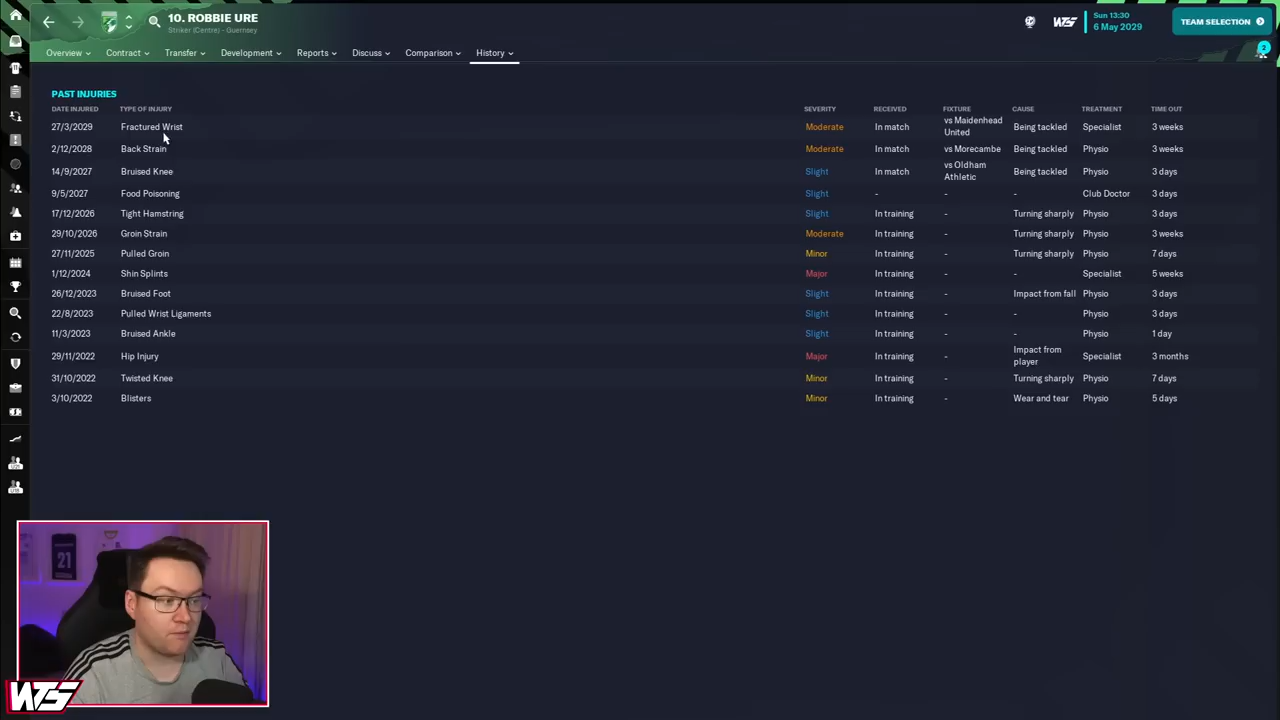 10. ROBBIE URE
Striker (Centre) - Guernsey
WTS
Sun 13:30
6 May 2029
TEAM SELECTION
Overview Contract Transfer Development Reports Discuss Comparison History
2
PAST INJURIES
DATE INJURED TYPE OF INJURY SEVERITY RECEIVED FIXTURE CAUSE TREATMENT TIME OUT
27/3/2029 Fractured Wrist Moderate In match vs Maidenhead United Being tackled Specialist 3 weeks
2/12/2028 Back Strain Moderate In match vs Morecambe Being tackled Physio 3 weeks
14/9/2027 Bruised Knee Slight In match vs Oldham Athletic Being tackled Physio 3 days
9/5/2027 Food Poisoning Slight - - - Club Doctor 3 days
17/12/2026 Tight Hamstring Slight In training - Turning sharply Physio 3 days
29/10/2026 Groin Strain Moderate In training - Turning sharply Physio 3 weeks
27/11/2025 Pulled Groin Minor In training - Turning sharply Physio 7 days
1/12/2024 Shin Splints Major In training - - Specialist 5 weeks
26/12/2023 Bruised Foot Slight In training - Impact from fall Physio 3 days
22/8/2023 Pulled Wrist Ligaments Slight In training - - Physio 3 days
11/3/2023 Bruised Ankle Slight In training - - Physio 1 day
29/11/2022 Hip Injury Major In training - Impact from player Specialist 3 months
31/10/2022 Twisted Knee Minor In training - Turning sharply Physio 7 days
3/10/2022 Blisters Minor In training - Wear and tear Physio 5 days
21
WTS